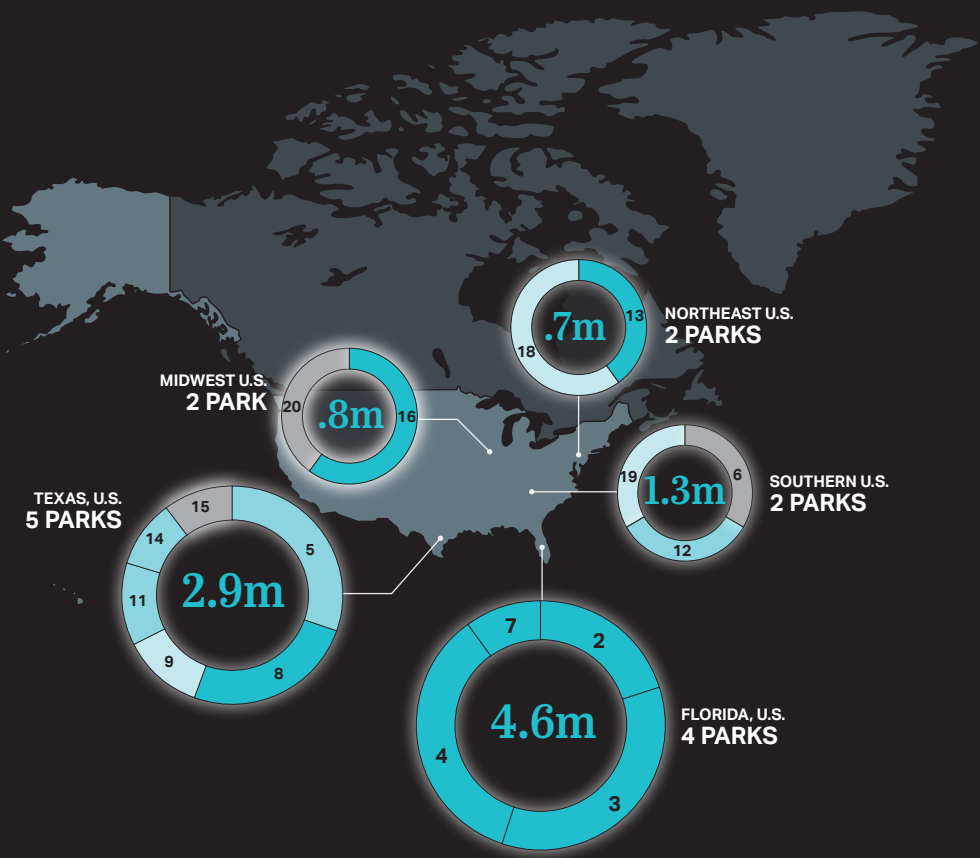 NORTHEAST U.S.
2 PARKS
.7m
13
18
MIDWEST U.S.
2 PARK
.8m
16
20
SOUTHERN U.S.
2 PARKS
1.3m
6
12
19
TEXAS, U.S.
5 PARKS
2.9m
5
8
9
11
14
15
FLORIDA, U.S.
4 PARKS
4.6m
2
3
4
7